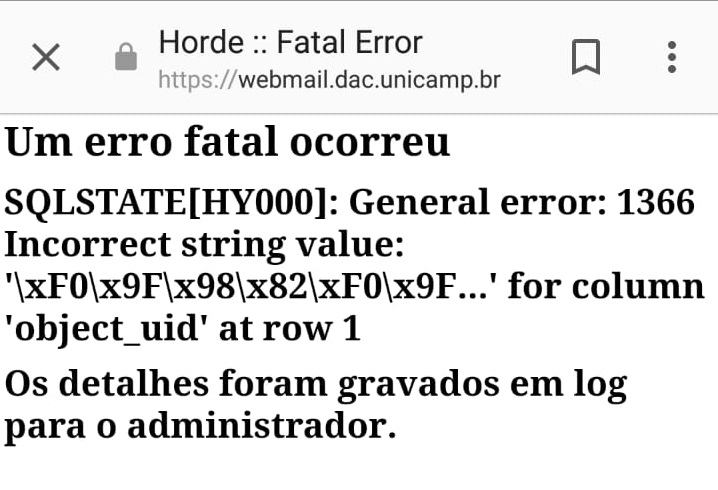 Horde :: Fatal Error
https://webmail.dac.unicamp.br
Um erro fatal ocorreu
SQLSTATE[HY000]: General error: 1366
Incorrect string value:
'\xF0\x9F\x98\x82\xF0\x9F...' for column
'object_uid' at row 1
Os detalhes foram gravados em log
para o administrador.